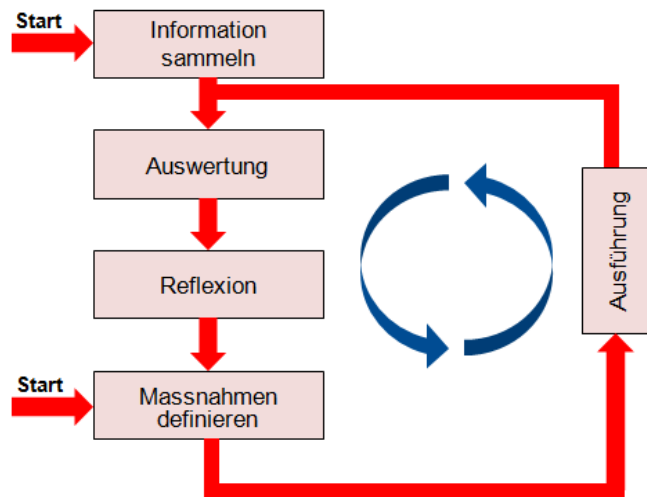 Start
Information
sammeln
Auswertung
Reflexion
Start
Massnahmen
definieren
Ausführung